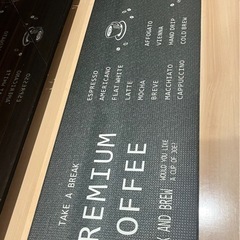 TAKE A BREAK
REMIUM
OFFEE
WOULD YOU LIKE
A CUP OF JOE?
K AND BREW
ESPRESSO
AMERICANO
FLAT WHITE
LATTE
MOCHA
BREVE
MACCHIATO
CAPPUCCINO
AFFOGATO
VIENNA
HAND DRIP
COLD BREW